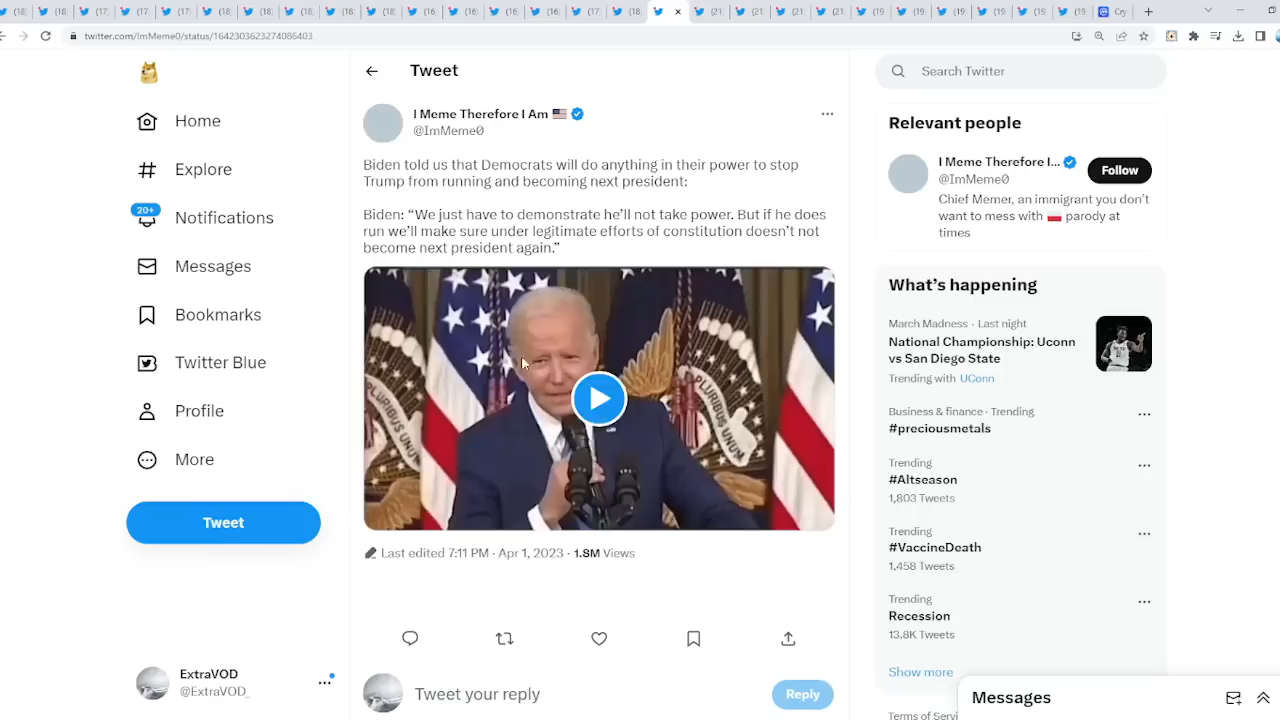 twitter.com/ImMeme0/status/1642303623274086403
Home
Explore
20+
Notifications
Messages
Bookmarks
Twitter Blue
Profile
More
Tweet
ExtraVOD
@ExtraVOD_
Tweet
I Meme Therefore I Am
@ImMeme0
Biden told us that Democrats will do anything in their power to stop
Trump from running and becoming next president:
Biden: “We just have to demonstrate he’ll not take power. But if he does
run we’ll make sure under legitimate efforts of constitution doesn’t not
become next president again.”
Last edited 7:11 PM · Apr 1, 2023 · 1.8M Views
Tweet your reply
Reply
Search Twitter
Relevant people
I Meme Therefore I...
@ImMeme0
Follow
Chief Memer, an immigrant you don’t
want to mess with parody at
times
What’s happening
March Madness · Last night
National Championship: Uconn
vs San Diego State
Trending with UConn
Business & finance · Trending
#preciousmetals
Trending
#Altseason
1,803 Tweets
Trending
#VaccineDeath
1,458 Tweets
Trending
Recession
13.8K Tweets
Show more
Messages